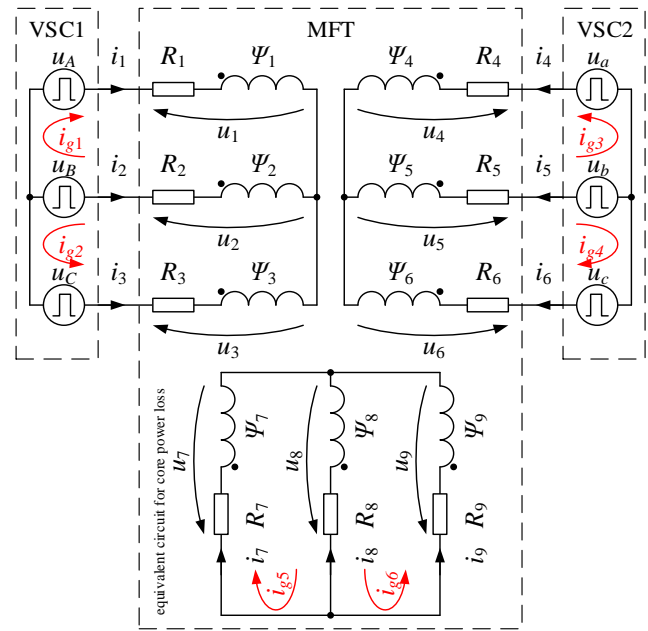 VSC1 MFT VSC2
u_A i_1 R_1 Ψ_1 Ψ_4 R_4 i_4 u_a
i_g1 u_1 u_4 i_g3
u_B i_2 R_2 Ψ_2 Ψ_5 R_5 i_5 u_b
i_g2 u_2 u_5 i_g4
u_C i_3 R_3 Ψ_3 Ψ_6 R_6 i_6 u_c
u_3 u_6
equivalent circuit for core power loss
u_7 Ψ_7 u_8 Ψ_8 u_9 Ψ_9
R_7 R_8 R_9
i_7 i_g5 i_8 i_g6 i_9